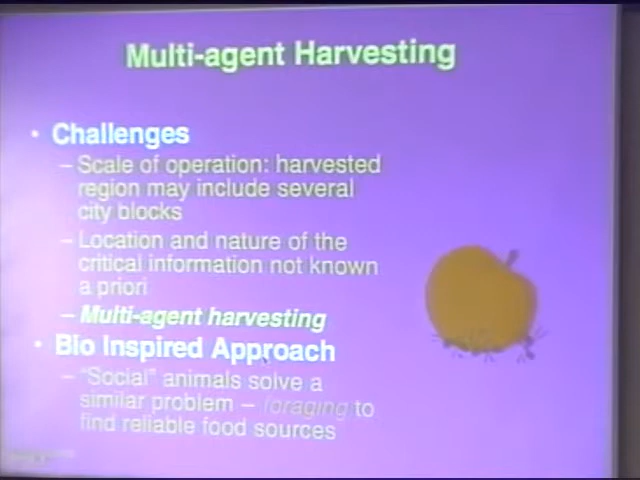 Multi-agent Harvesting
• Challenges
– Scale of operation: harvested
region may include several
city blocks
– Location and nature of the
critical information not known
a priori
– Multi-agent harvesting
• Bio Inspired Approach
– "Social" animals solve a
similar problem – foraging to
find reliable food sources